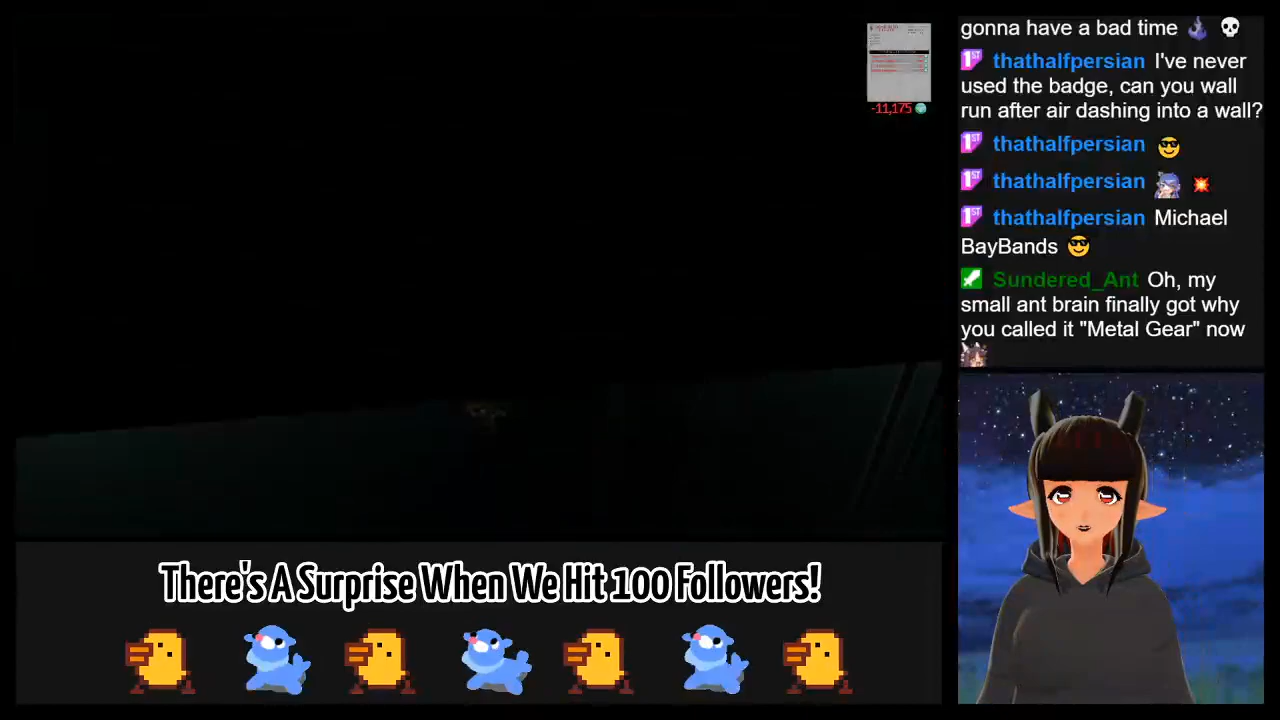 -11,175
gonna have a bad time
thathalfpersian I've never
used the badge, can you wall
run after air dashing into a wall?
thathalfpersian 😎
thathalfpersian 💥
thathalfpersian Michael
BayBands 😎
Sundered_Ant Oh, my
small ant brain finally got why
you called it "Metal Gear" now
There's A Surprise When We Hit 100 Followers!